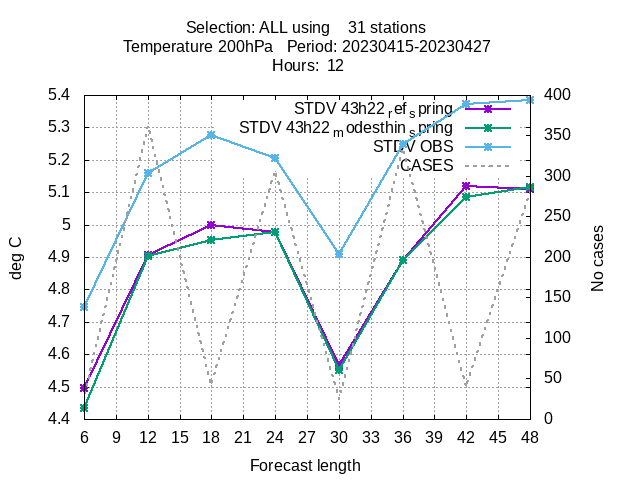 Selection: ALL using 31 stations
Temperature 200hPa Period: 20230415-20230427
Hours: 12
STDV 43h22refspring
STDV 43h22modesthinspring
STDV OBS
CASES
5.4
5.3
5.2
5.1
5
4.9
4.8
4.7
4.6
4.5
4.4
deg C
400
350
300
250
200
150
100
50
0
No cases
6 9 12 15 18 21 24 27 30 33 36 39 42 45 48
Forecast length